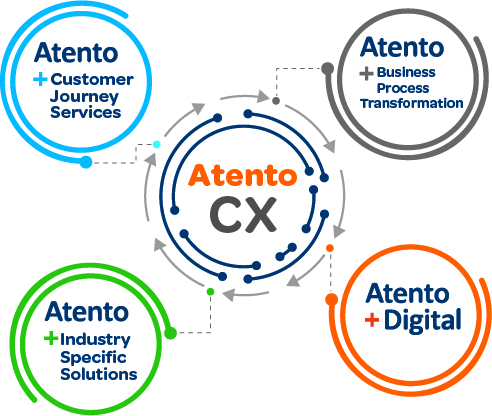 Atento
+Customer
Journey
Services
Atento
+Business
Process
Transformation
Atento
CX
Atento
+Industry
Specific
Solutions
Atento
+Digital